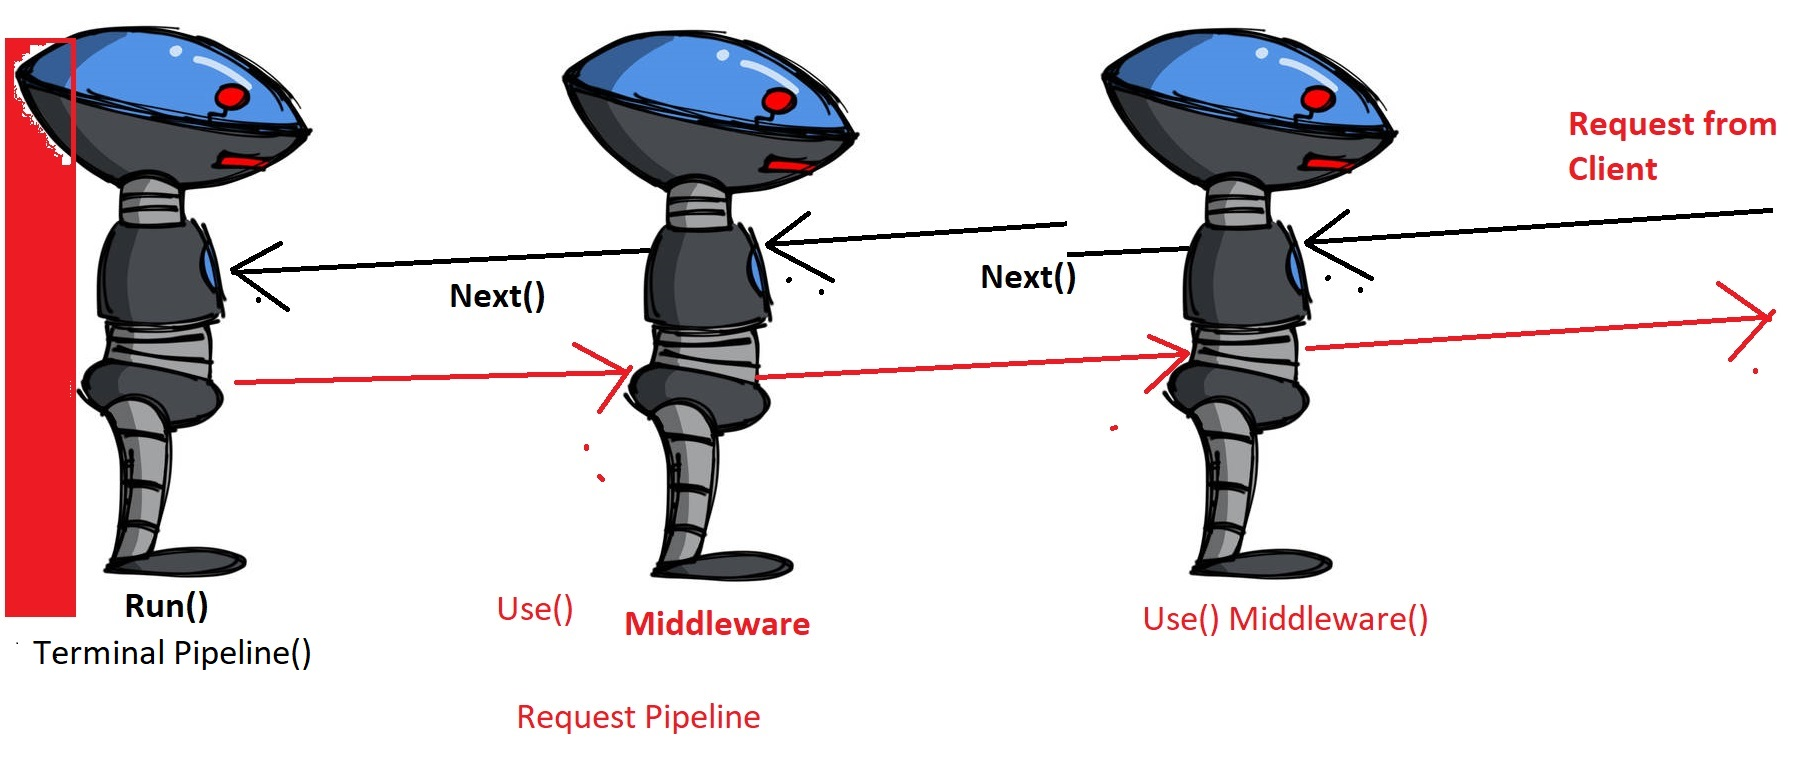 Request from
Client
Next()
Next()
Run()
Terminal Pipeline()
Use() Middleware
Use() Middleware()
Request Pipeline